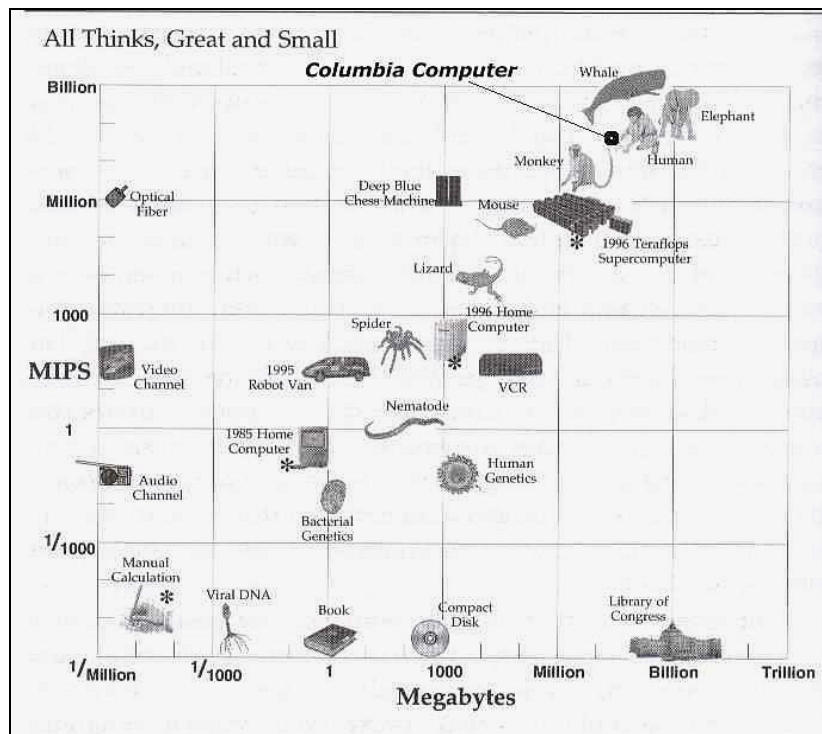 All Thinks, Great and Small
Columbia Computer
Whale
Billion
Elephant
Monkey
Human
Optical
Fiber
Million
Deep Blue
Chess Machine
Mouse
*
1996 Teraflops
Supercomputer
Lizard
1000
Spider
1996 Home
Computer
*
MIPS
Video
Channel
1995
Robot Van
VCR
Nematode
1
1985 Home
Computer
*
Audio
Channel
Human
Genetics
Bacterial
Genetics
1/1000
Manual
Calculation
*
Viral DNA
Book
Compact
Disk
Library of
Congress
1/Million
1/1000
1
1000
Million
Billion
Trillion
Megabytes